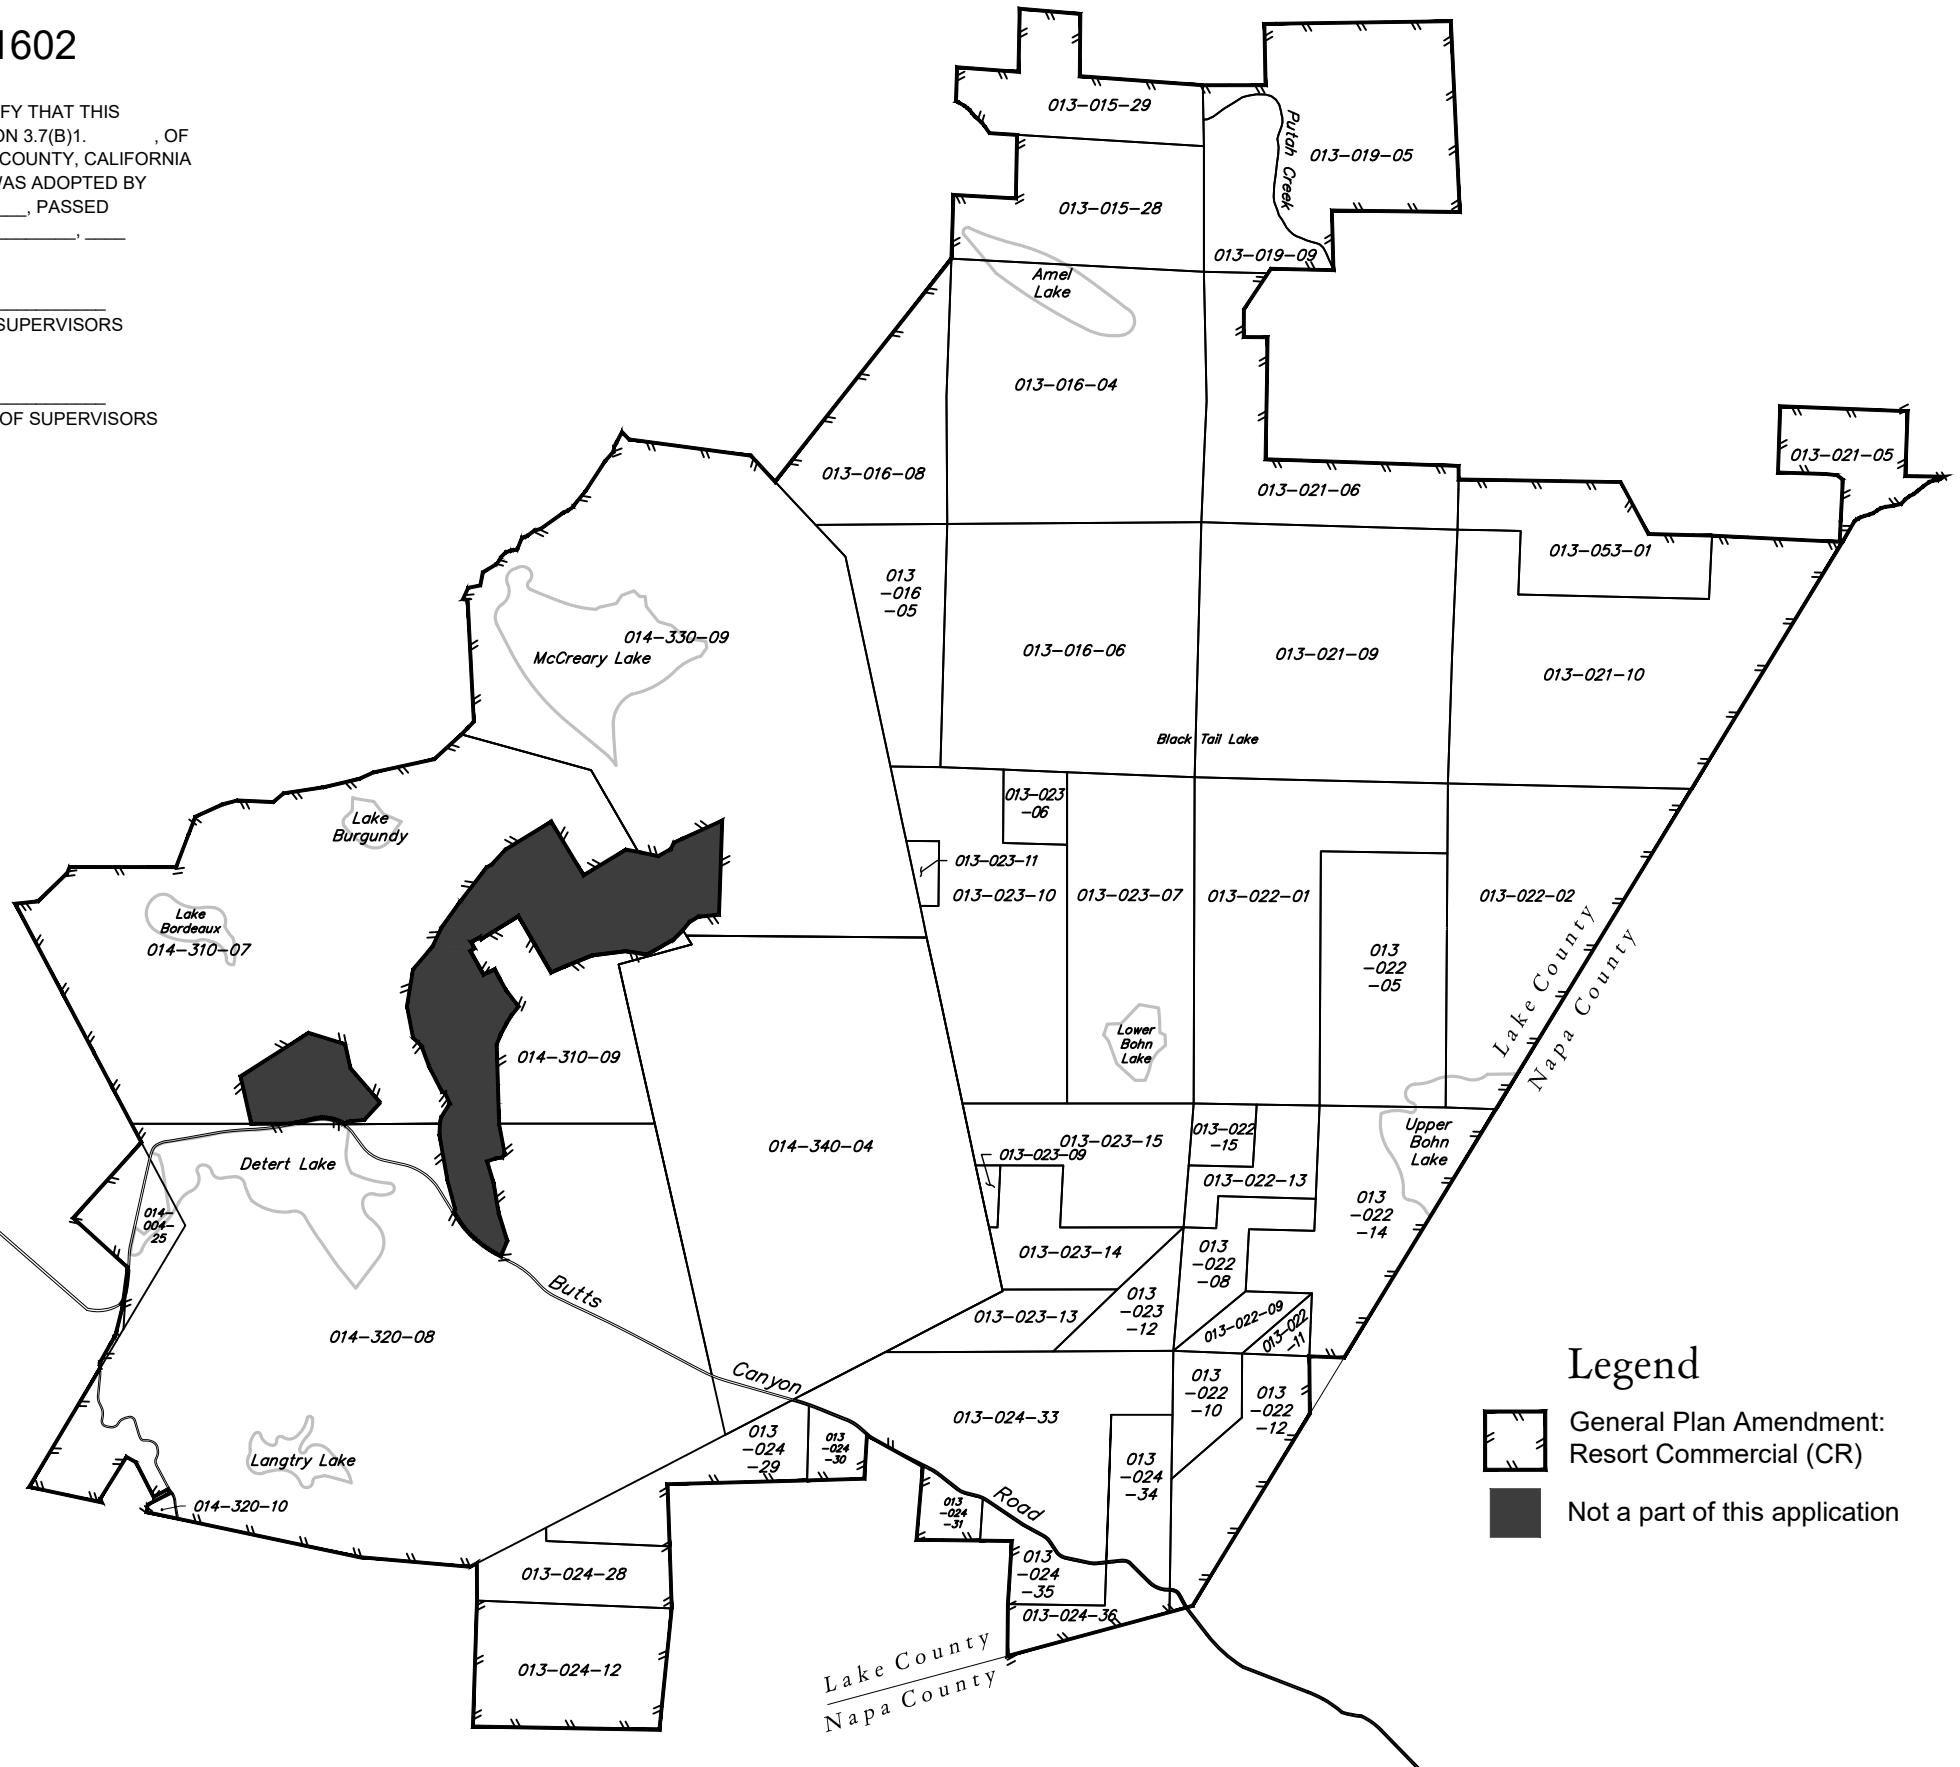 1602
FY THAT THIS
ON 3.7(B)1. , OF
COUNTY, CALIFORNIA
WAS ADOPTED BY
___, PASSED
________, ____
SUPERVISORS
OF SUPERVISORS
013-015-29
Putah Creek
013-019-05
013-015-28
013-019-09
Amel
Lake
013-016-04
013-016-08
013-021-06
013-021-05
013-053-01
013
-016
-05
014-330-09
McCreary Lake
013-016-06
013-021-09
013-021-10
Black Tail Lake
013-023
-06
Lake
Burgundy
013-023-11
013-023-10
013-023-07
013-022-01
013-022-02
Lake
Bordeaux
014-310-07
013
-022
-05
Lake County
Napa County
Lower
Bohn
Lake
014-310-09
Upper
Bohn
Lake
013-022
-15
013-023-15
013-023-09
014-340-04
Detert Lake
013-022-13
014-
004-
25
013
-022
-14
013-023-14
013
-022
-08
Butts
013-023-13
013
-023
-12
013-022-09
013-022
-11
014-320-08
Canyon
013
-022
-10
013
-022
-12
013-024-33
013
-024
-29
013
-024
-30
Langtry Lake
013
-024
-34
014-320-10
013
-024
-31
Road
013-024-28
013
-024
-35
013-024-36
013-024-12
Lake County
Napa County
Legend
General Plan Amendment:
Resort Commercial (CR)
Not a part of this application